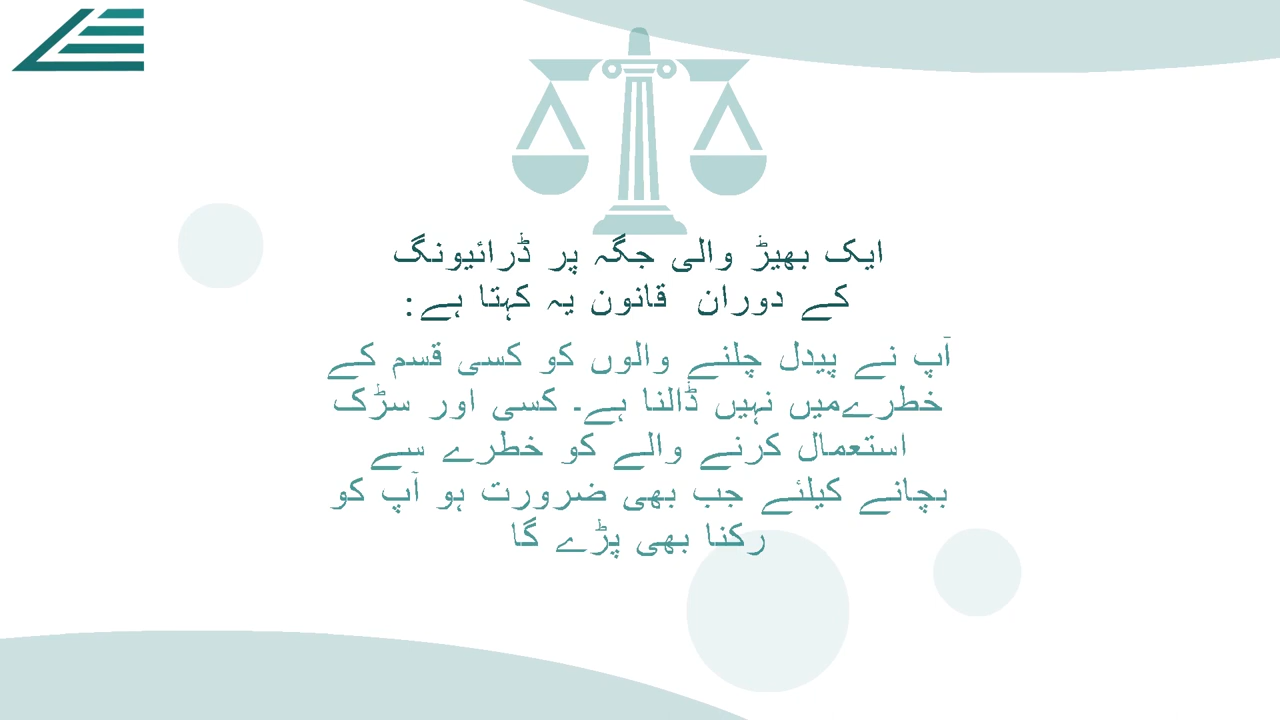 ایک بھیڑ والی جگہ پر ڈرائیونگ
کے دوران قانون یہ کہتا ہے:
آپ نے پیدل چلنے والوں کو کسی قسم کے
خطرےمیں نہیں ڈالنا ہے۔ کسی اور سڑک
استعمال کرنے والے کو خطرے سے
بچانے کیلئے جب بھی ضرورت ہو آپ کو
رکنا بھی پڑے گا